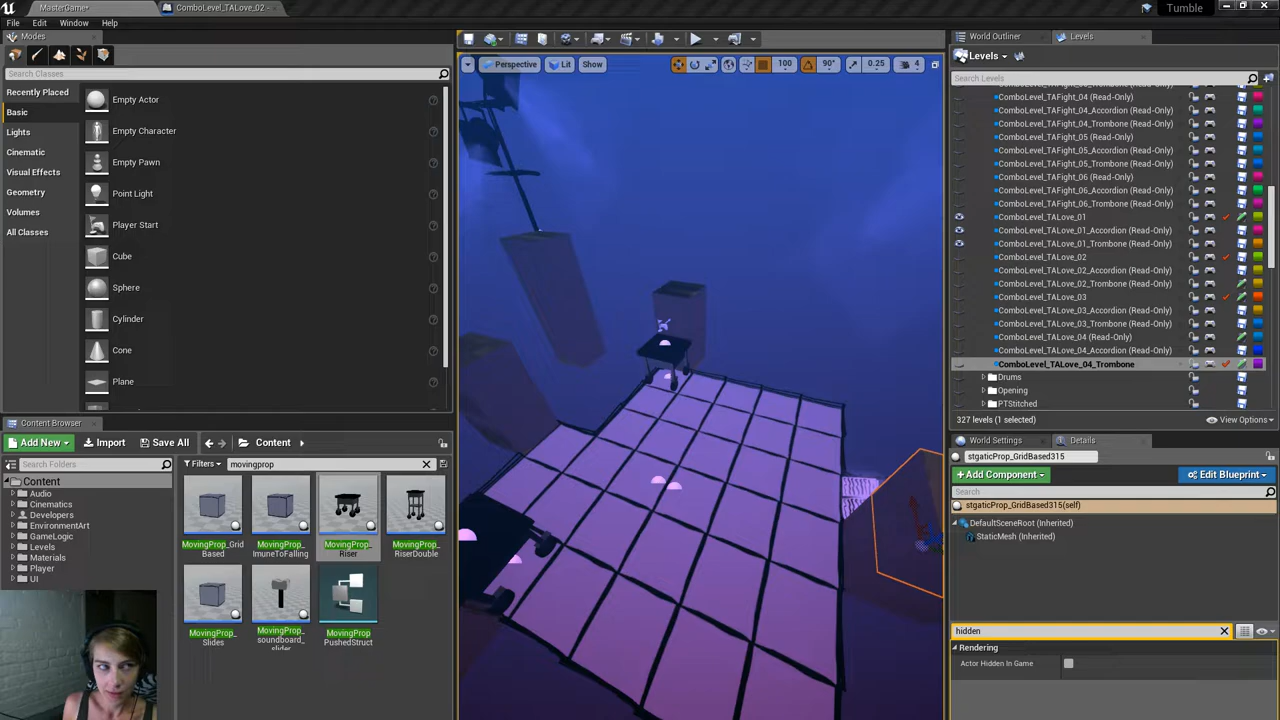 MasterGame*
ComboLevel_TALove_02
Tumble
File Edit Window Help
Modes
Search Classes
Recently Placed
Basic
Lights
Cinematic
Visual Effects
Geometry
Volumes
All Classes
Empty Actor
Empty Character
Empty Pawn
Point Light
Player Start
Cube
Sphere
Cylinder
Cone
Plane
Perspective Lit Show
100 90° 0.25 4
World Outliner Levels
Levels
Search Levels
ComboLevel_TAFight_04 (Read-Only)
ComboLevel_TAFight_04_Accordion (Read-Only)
ComboLevel_TAFight_04_Trombone (Read-Only)
ComboLevel_TAFight_05 (Read-Only)
ComboLevel_TAFight_05_Accordion (Read-Only)
ComboLevel_TAFight_05_Trombone (Read-Only)
ComboLevel_TAFight_06 (Read-Only)
ComboLevel_TAFight_06_Accordion (Read-Only)
ComboLevel_TAFight_06_Trombone (Read-Only)
ComboLevel_TALove_01
ComboLevel_TALove_01_Accordion (Read-Only)
ComboLevel_TALove_01_Trombone (Read-Only)
ComboLevel_TALove_02
ComboLevel_TALove_02_Accordion (Read-Only)
ComboLevel_TALove_02_Trombone (Read-Only)
ComboLevel_TALove_03
ComboLevel_TALove_03_Accordion (Read-Only)
ComboLevel_TALove_03_Trombone (Read-Only)
ComboLevel_TALove_04 (Read-Only)
ComboLevel_TALove_04_Accordion (Read-Only)
ComboLevel_TALove_04_Trombone
Drums
Opening
PTStitched
327 levels (1 selected)
View Options
Content Browser
Add New Import Save All Content
Search Folders
Filters movingprop
Content
Audio
Cinematics
Developers
EnvironmentArt
GameLogic
Levels
Materials
Player
UI
MovingProp_Grid
Based
MovingProp_
ImuneToFalling
MovingProp_
Riser
MovingProp_
RiserDouble
MovingProp_
Slides
MovingProp_
soundboard_
slider
MovingProp
PushedStruct
World Settings Details
stgaticProp_GridBased315
Add Component Edit Blueprint
Search
stgaticProp_GridBased315(self)
DefaultSceneRoot (Inherited)
StaticMesh (Inherited)
hidden
Rendering
Actor Hidden In Game